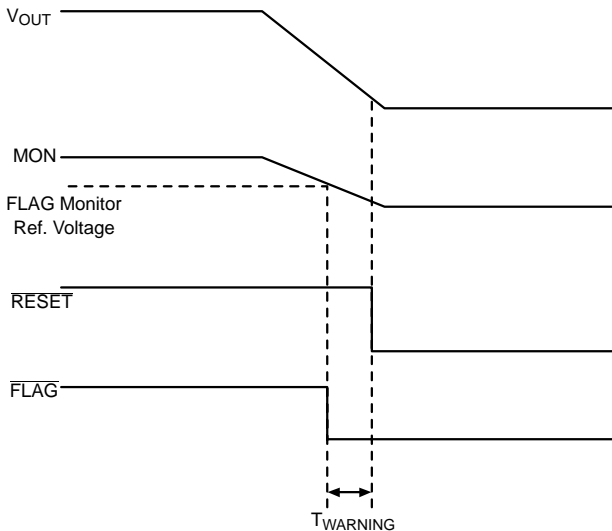 VOUT
MON
FLAG Monitor
Ref. Voltage
RESET
FLAG
TWARNING